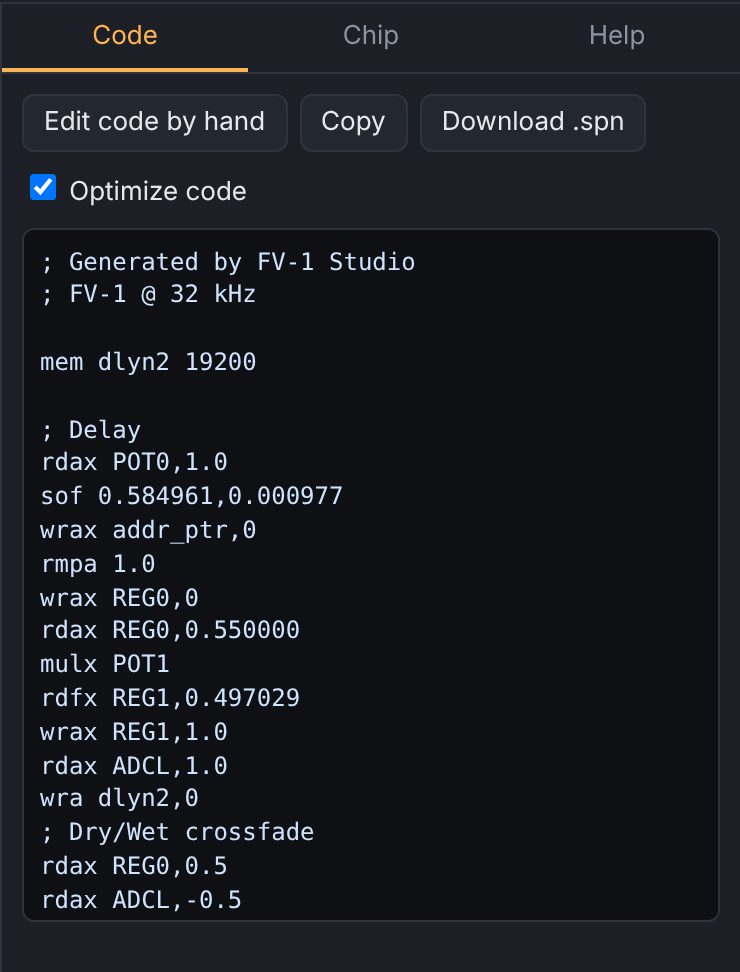 Code Chip Help
Edit code by hand Copy Download .spn
Optimize code
; Generated by FV-1 Studio
; FV-1 @ 32 kHz
mem dlyn2 19200
; Delay
rdax POT0,1.0
sof 0.584961,0.000977
wrax addr_ptr,0
rmpa 1.0
wrax REG0,0
rdax REG0,0.550000
mulx POT1
rdfx REG1,0.497029
wrax REG1,1.0
rdax ADCL,1.0
wra dlyn2,0
; Dry/Wet crossfade
rdax REG0,0.5
rdax ADCL,-0.5